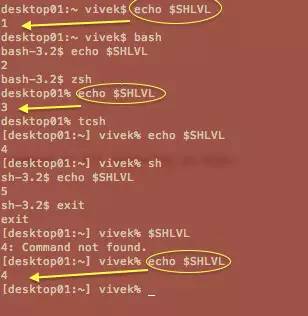 desktop01:~ vivek$ echo $SHLVL
1
desktop01:~ vivek$ bash
bash-3.2$ echo $SHLVL
2
bash-3.2$ zsh
desktop01% echo $SHLVL
3
desktop01% tcsh
[desktop01:~] vivek% echo $SHLVL
4
[desktop01:~] vivek% sh
sh-3.2$ echo $SHLVL
5
sh-3.2$ exit
exit
[desktop01:~] vivek% $SHLVL
4: Command not found.
[desktop01:~] vivek% echo $SHLVL
4
[desktop01:~] vivek% _